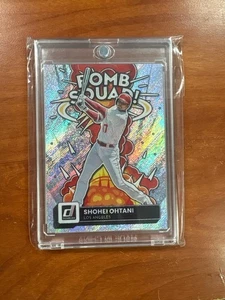 BOMB
SQUAD!
SHOHEI OHTANI
LOS ANGELES